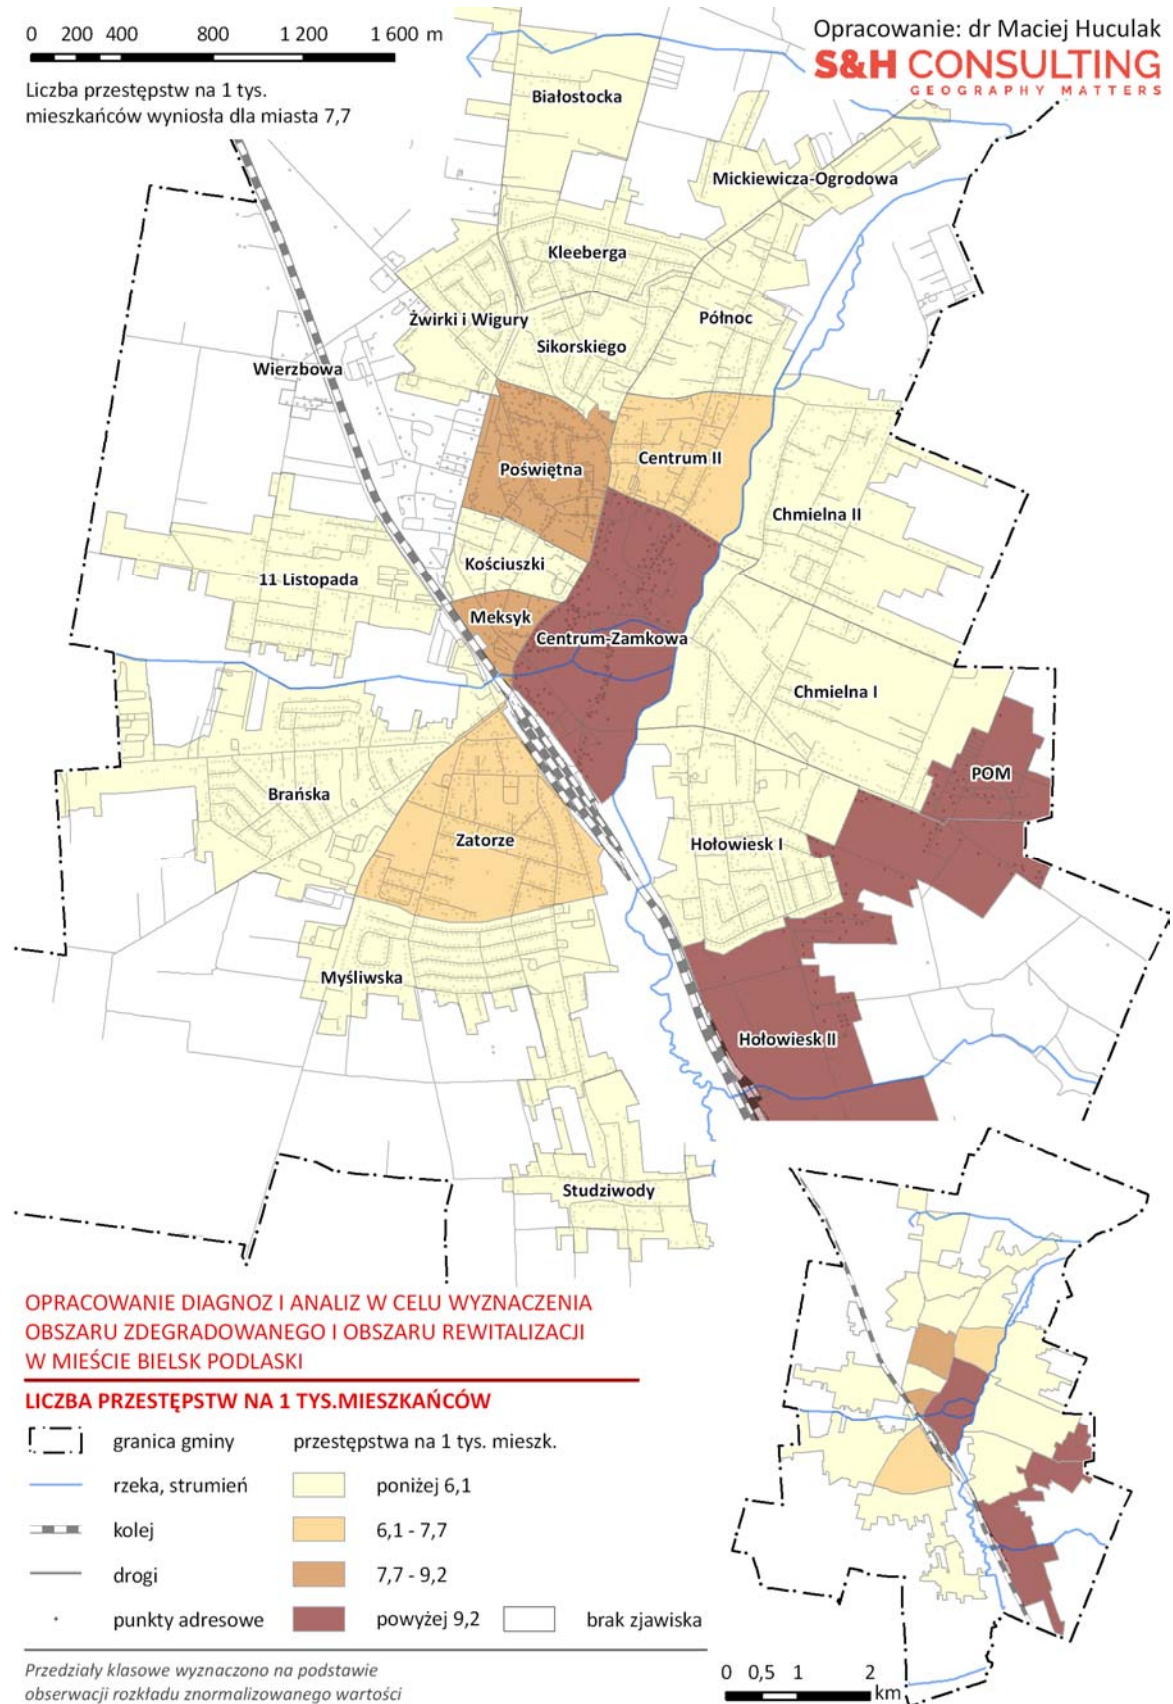 0 200 400 800 1 200 1 600 m
Liczba przestępstw na 1 tys.
mieszkańców wyniosła dla miasta 7,7
Opracowanie: dr Maciej Huculak
S&H CONSULTING
GEOGRAPHY MATTERS
Białostocka
Mickiewicza-Ogrodowa
Kleeberga
Żwirki i Wigury
Północ
Sikorskiego
Wierzbowa
Poświętna
Centrum II
Chmielna II
Kościuszki
11 Listopada
Meksyk
Centrum-Zamkowa
Chmielna I
POM
Brańska
Zatorze
Hołowiesk I
Myśliwska
Hołowiesk II
Studziwody
OPRACOWANIE DIAGNOZ I ANALIZ W CELU WYZNACZENIA
OBSZARU ZDEGRADOWANEGO I OBSZARU REWITALIZACJI
W MIEŚCIE BIELSK PODLASKI
LICZBA PRZESTĘPSTW NA 1 TYS.MIESZKAŃCÓW
granica gminy
rzeka, strumień
kolej
drogi
punkty adresowe
przestępstwa na 1 tys. mieszk.
poniżej 6,1
6,1 - 7,7
7,7 - 9,2
powyżej 9,2
brak zjawiska
Przedziały klasowe wyznaczono na podstawie
obserwacji rozkładu znormalizowanego wartości
0 0,5 1 2
km